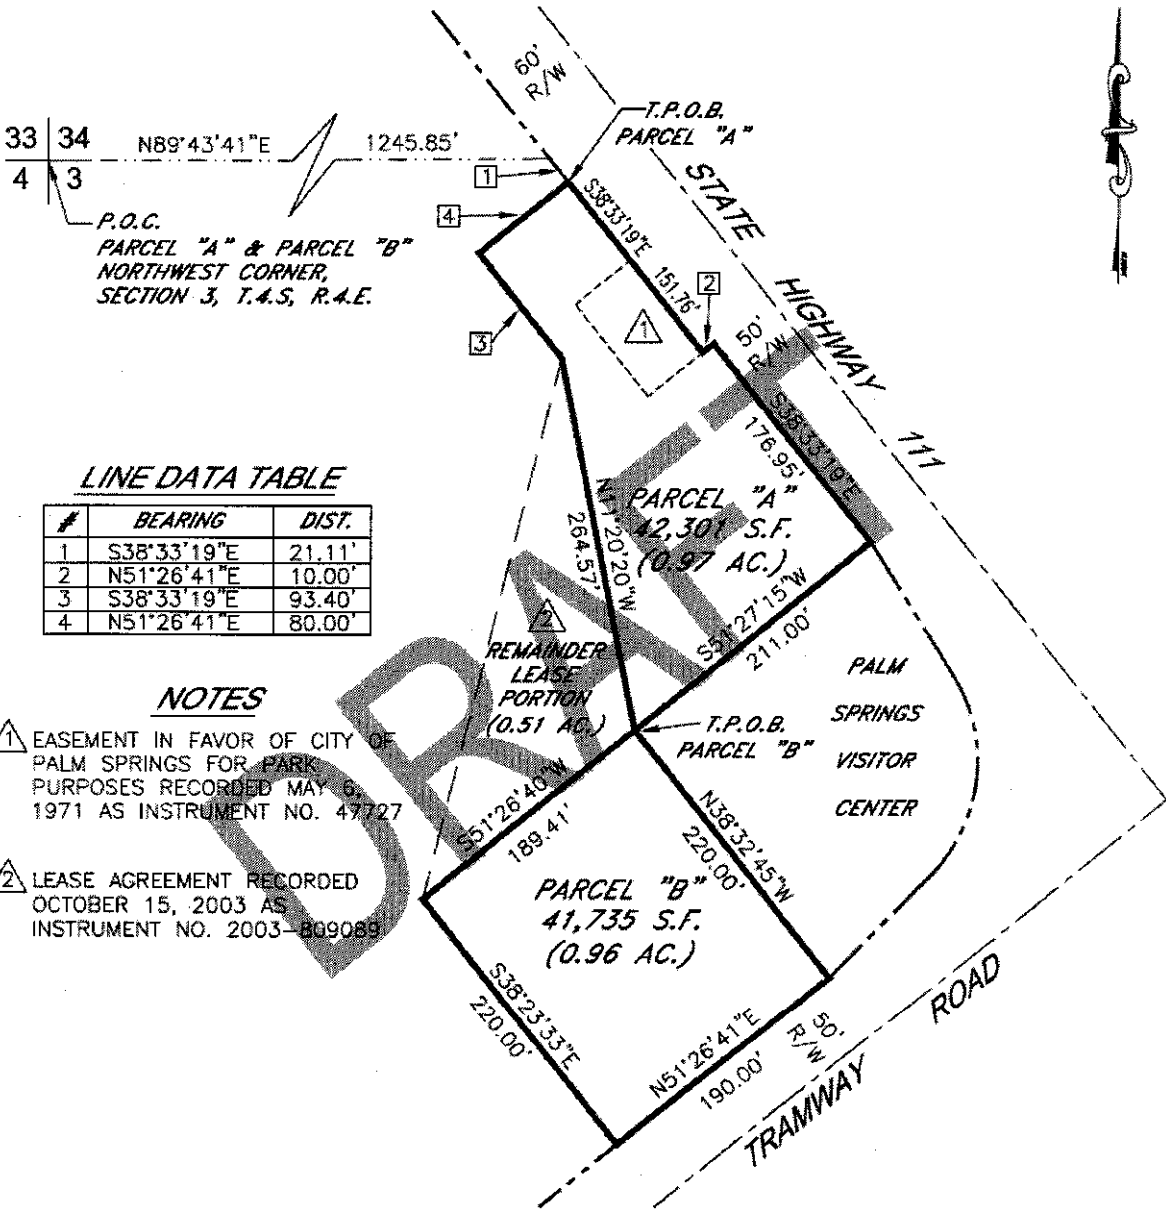 60'
R/W
T.P.O.B.
PARCEL "A"
33 34
4 3
N89°43'41"E 1245.85'
1
4
P.O.C.
PARCEL "A" & PARCEL "B"
NORTHWEST CORNER,
SECTION 3, T.4.S, R.4.E.
S38°33'19"E
151.76'
STATE HIGHWAY 111
2
3
1
50'
R/W
S38°33'19"E
176.95'
LINE DATA TABLE
# BEARING DIST.
1 S38°33'19"E 21.11'
2 N51°26'41"E 10.00'
3 S38°33'19"E 93.40'
4 N51°26'41"E 80.00'
PARCEL "A"
42,301 S.F.
(0.97 AC.)
N11°20'20"W
264.57'
S51°27'15"W
211.00'
2
REMAINDER
LEASE
PORTION
(0.51 AC.)
PALM
SPRINGS
VISITOR
CENTER
T.P.O.B.
PARCEL "B"
NOTES
1 EASEMENT IN FAVOR OF CITY OF
PALM SPRINGS FOR PARK
PURPOSES RECORDED MAY 6,
1971 AS INSTRUMENT NO. 47727
2 LEASE AGREEMENT RECORDED
OCTOBER 15, 2003 AS
INSTRUMENT NO. 2003-809089
S51°26'40"W
189.41'
N38°32'45"W
220.00'
PARCEL "B"
41,735 S.F.
(0.96 AC.)
S38°23'33"E
220.00'
N51°26'41"E
190.00'
50'
R/W
TRAMWAY ROAD
DRAFT